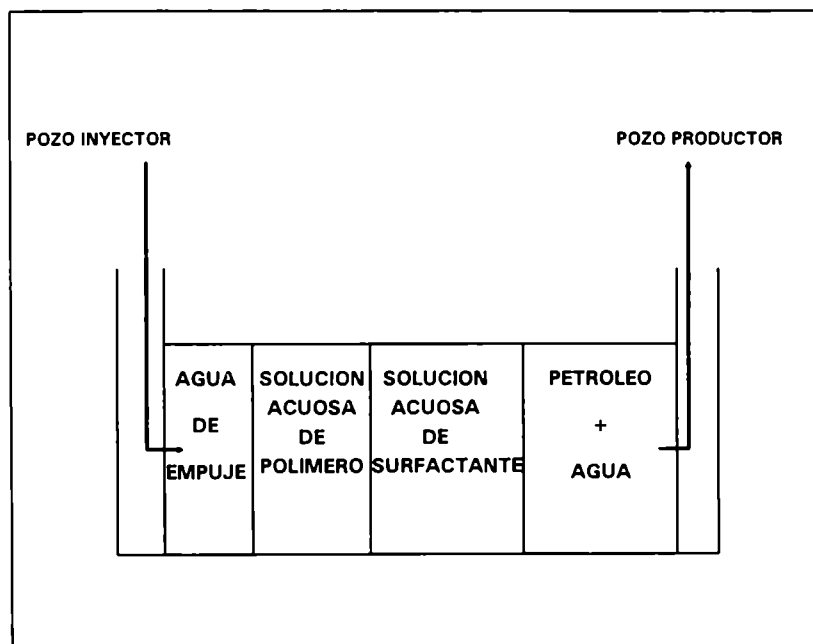 POZO INYECTOR
POZO PRODUCTOR
AGUA
DE
EMPUJE
SOLUCION
ACUOSA
DE
POLIMERO
SOLUCION
ACUOSA
DE
SURFACTANTE
PETROLEO
+
AGUA